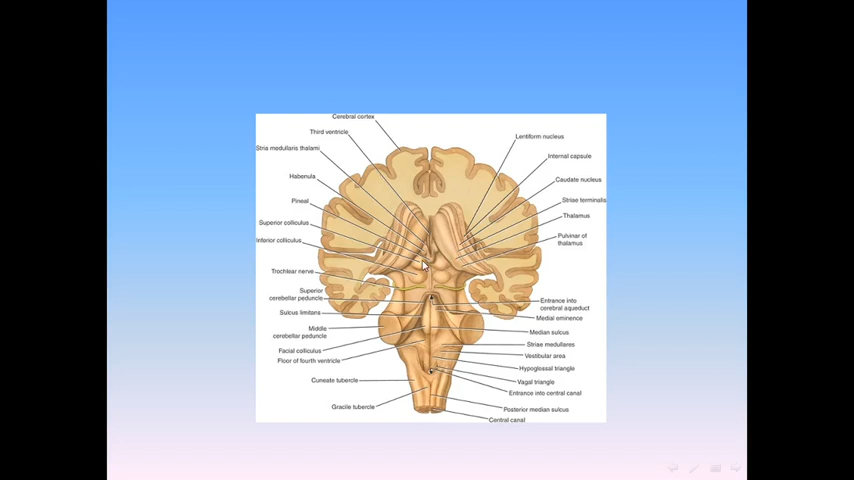 Cerebral cortex
Third ventricle
Stris medullaris thalami
Habenula
Pineal
Superior colliculus
Inferior colliculus
Trochlear nerve
Superior
cerebellar peduncle
Sulcus limitans
Middle
cerebellar peduncle
Facial colliculus
Floor of fourth ventricle
Cuneate tubercle
Gracile tubercle
Lentiform nucleus
Internal capsule
Caudate nucleus
Striae terminalis
Thalamus
Pulvinar of
thalamus
Entrance into
cerebral aqueduct
Medial eminence
Median sulcus
Striae medullares
Vestibular area
Hypoglossal triangle
Vagal triangle
Entrance into central canal
Posterior median sulcus
Central canal